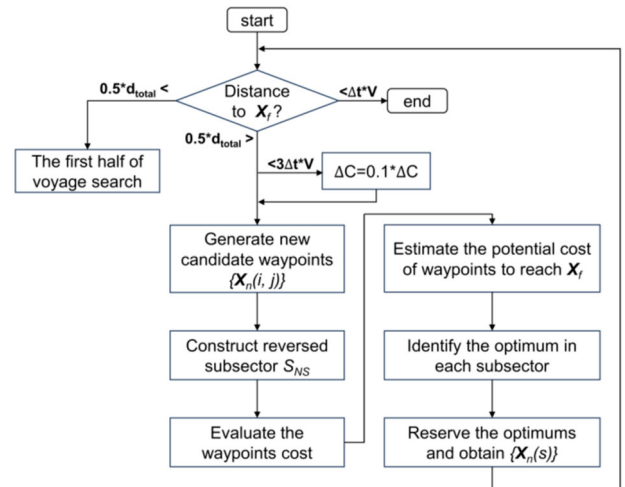 start
Distance
to X_f?
0.5*d_total <
<Δt*V
end
0.5*d_total >
The first half of
voyage search
<3Δt*V
ΔC=0.1*ΔC
Generate new
candidate waypoints
{X_n(i, j)}
Construct reversed
subsector S_NS
Evaluate the
waypoints cost
Estimate the potential cost
of waypoints to reach X_f
Identify the optimum in
each subsector
Reserve the optimums
and obtain {X_n(s)}